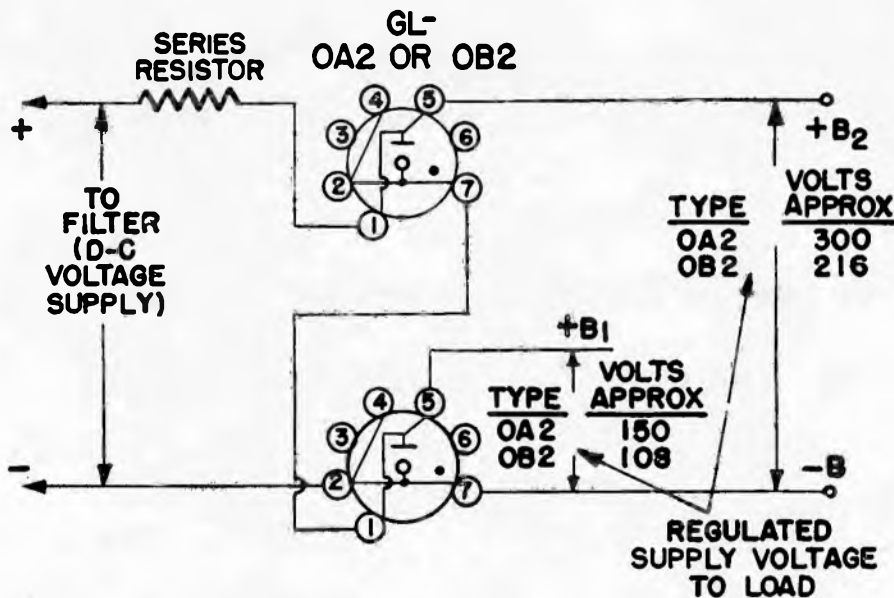 GL-
OA2 OR OB2
SERIES
RESISTOR
4
5
3
6
2
7
1
+
+B2
TO
FILTER
(D-C
VOLTAGE
SUPPLY)
TYPE
VOLTS
APPROX
OA2
300
OB2
216
+B1
4
5
3
6
2
7
1
TYPE
VOLTS
APPROX
OA2
150
OB2
108
-
-B
REGULATED
SUPPLY VOLTAGE
TO LOAD